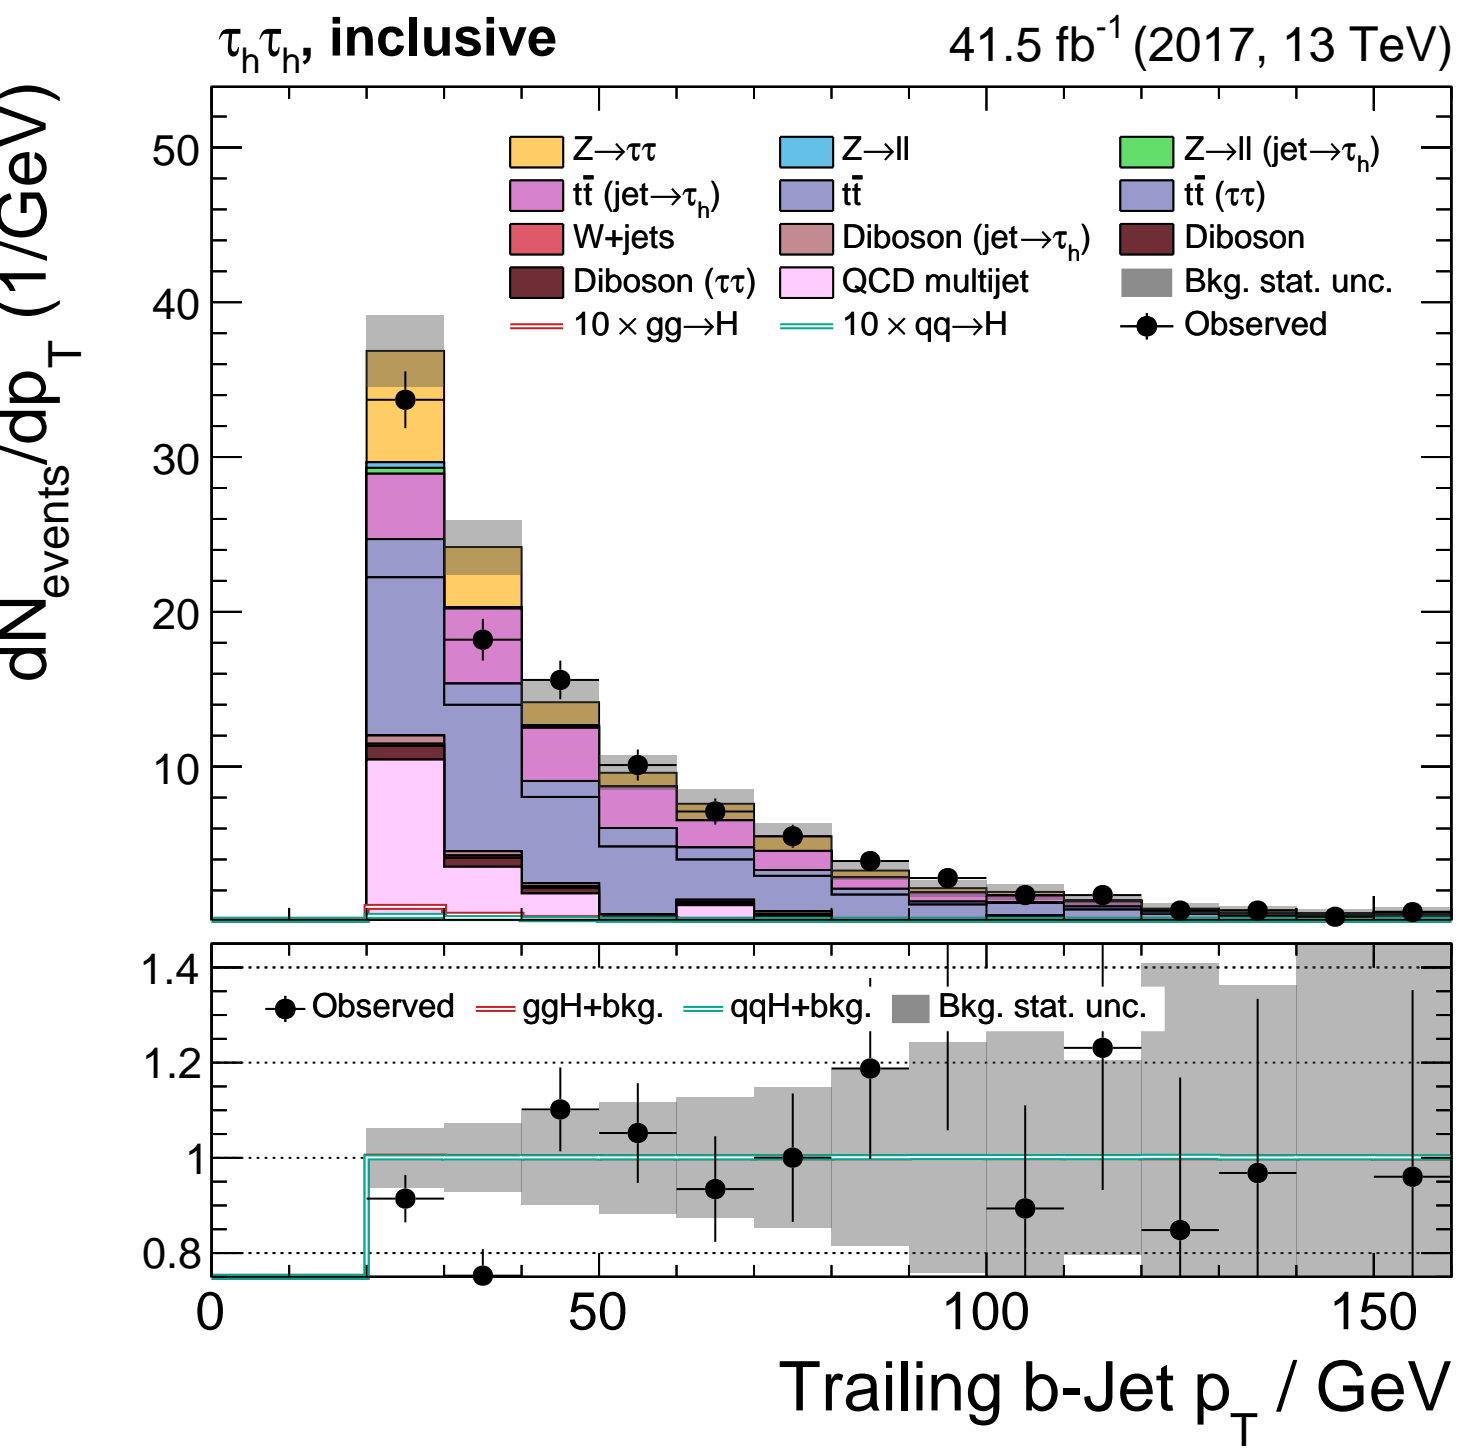 τhτh, inclusive 41.5 fb-1 (2017, 13 TeV)
dNevents/dpT (1/GeV)
50
40
30
20
10
Z→ττ Z→ll Z→ll (jet→τh)
tt̄ (jet→τh) tt̄ tt̄ (ττ)
W+jets Diboson (jet→τh) Diboson
Diboson (ττ) QCD multijet Bkg. stat. unc.
10 × gg→H 10 × qq→H Observed
1.4
1.2
1
0.8
Observed ggH+bkg. qqH+bkg. Bkg. stat. unc.
0 50 100 150
Trailing b-Jet pT / GeV